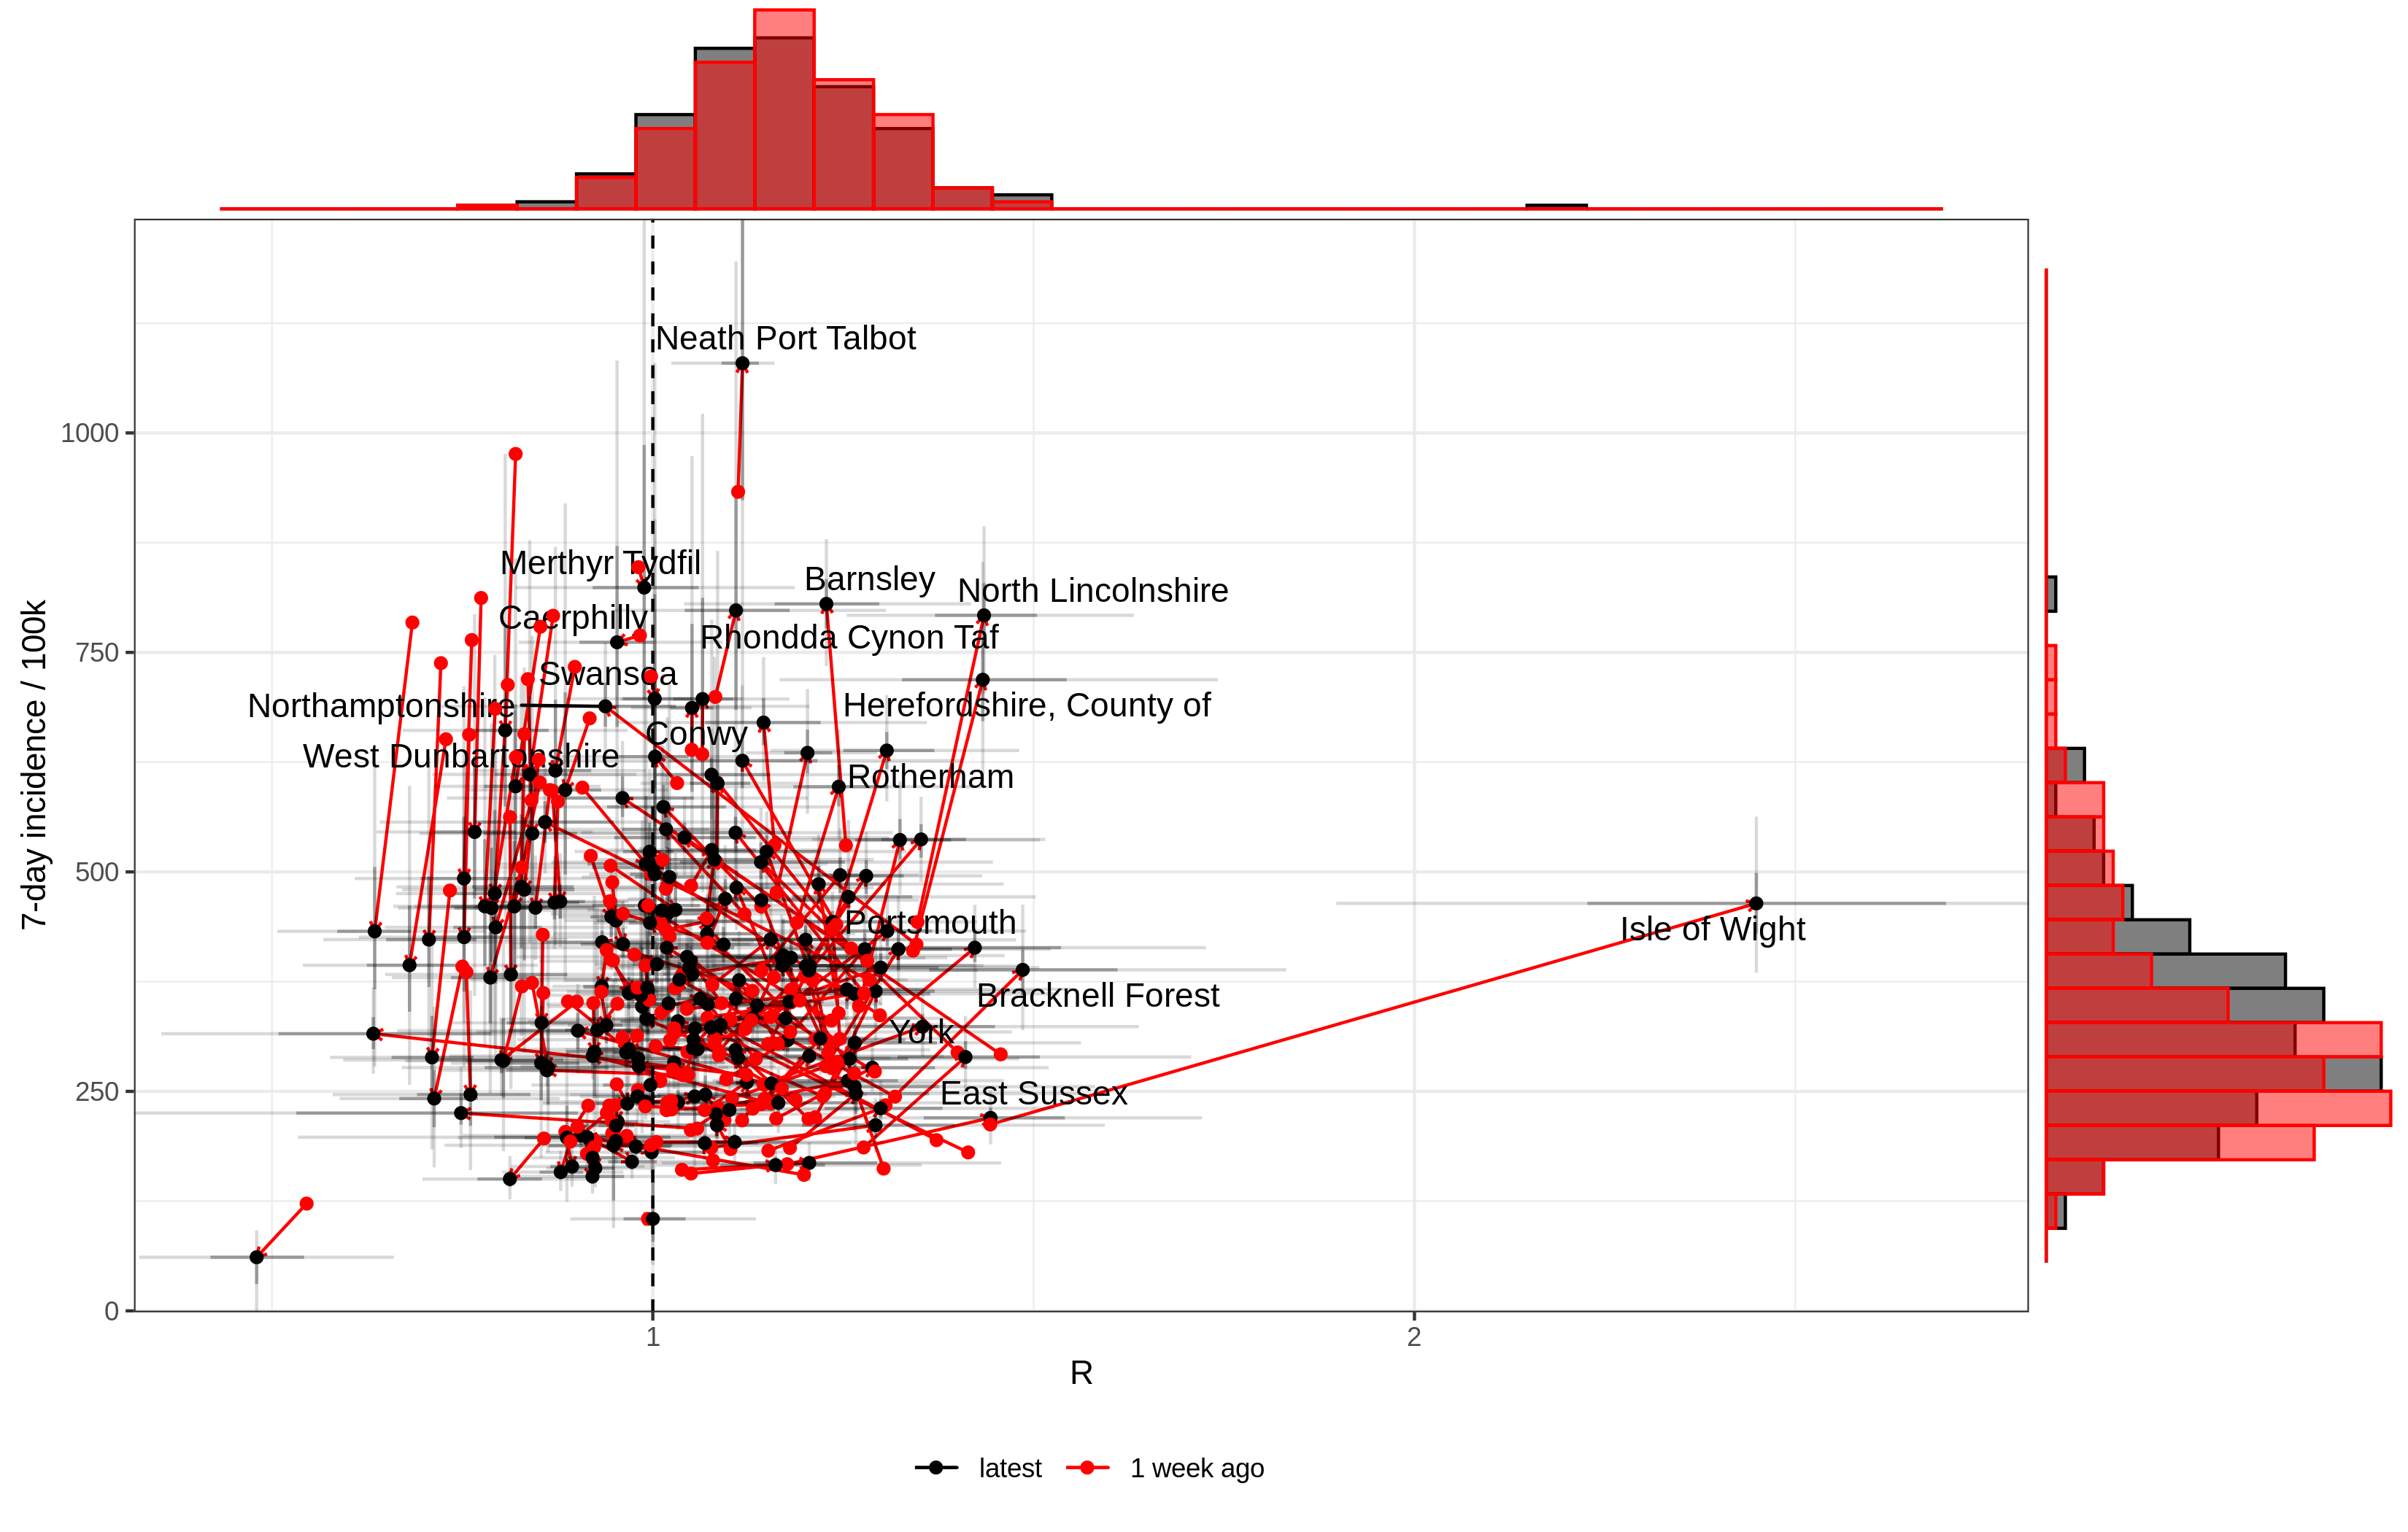 Neath Port Talbot
1000
Merthyr Tydfil
Barnsley
North Lincolnshire
Caerphilly
Rhondda Cynon Taf
750
Swansea
Northamptonshire
Herefordshire, County of
Conwy
West Dunbartonshire
Rotherham
7-day incidence / 100k
500
Portsmouth
Isle of Wight
Bracknell Forest
York
250
East Sussex
0
1
2
R
latest
1 week ago